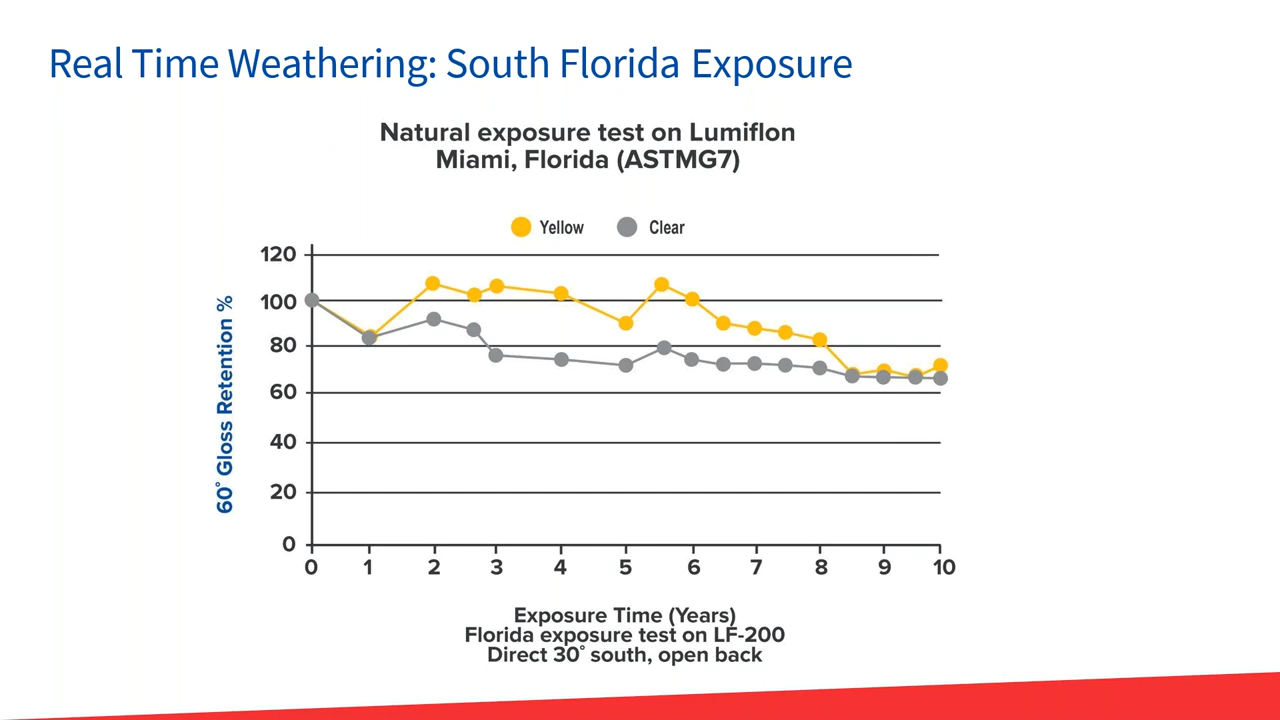 Real Time Weathering: South Florida Exposure
Natural exposure test on Lumiflon
Miami, Florida (ASTMG7)
Yellow
Clear
60° Gloss Retention %
120
100
80
60
40
20
0
0 1 2 3 4 5 6 7 8 9 10
Exposure Time (Years)
Florida exposure test on LF-200
Direct 30° south, open back